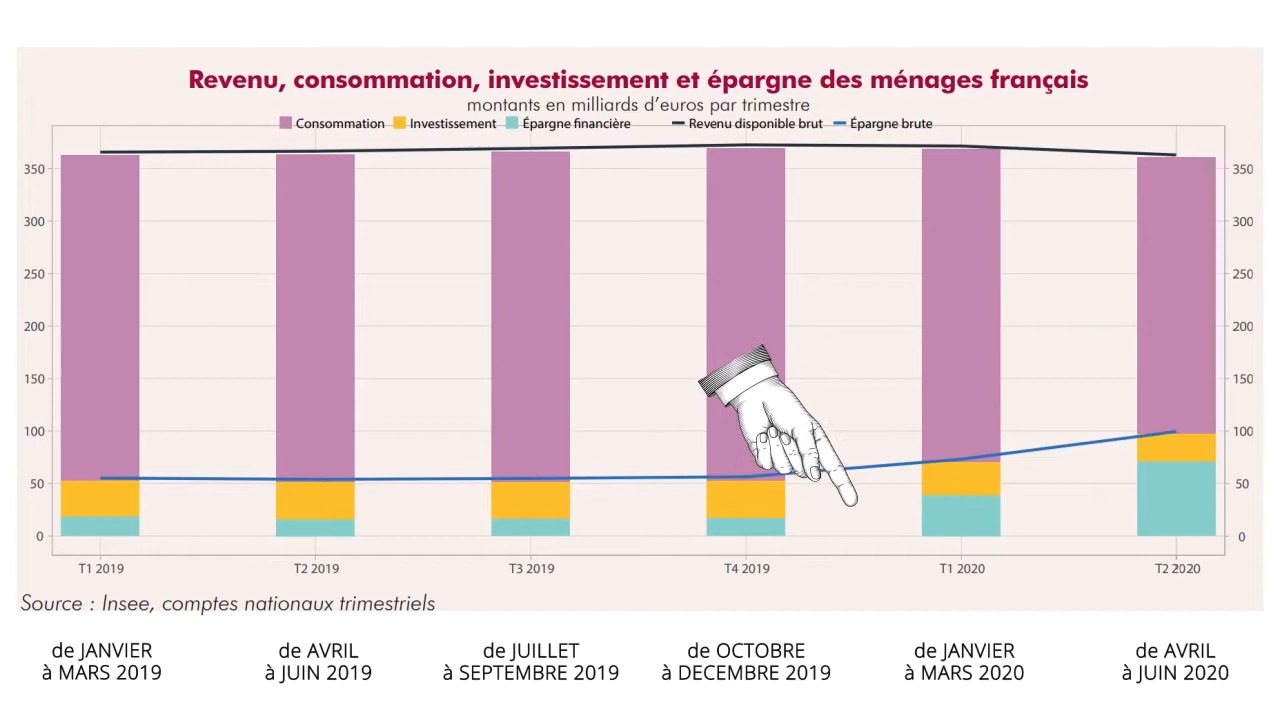 Revenu, consommation, investissement et épargne des ménages français
montants en milliards d’euros par trimestre
Consommation Investissement Épargne financière Revenu disponible brut Épargne brute
350 350
300 300
250 250
200 200
150 150
100 100
50 50
0 0
T1 2019 T2 2019 T3 2019 T4 2019 T1 2020 T2 2020
Source : Insee, comptes nationaux trimestriels
de JANVIER de AVRIL de JUILLET de OCTOBRE de JANVIER de AVRIL
à MARS 2019 à JUIN 2019 à SEPTEMBRE 2019 à DECEMBRE 2019 à MARS 2020 à JUIN 2020